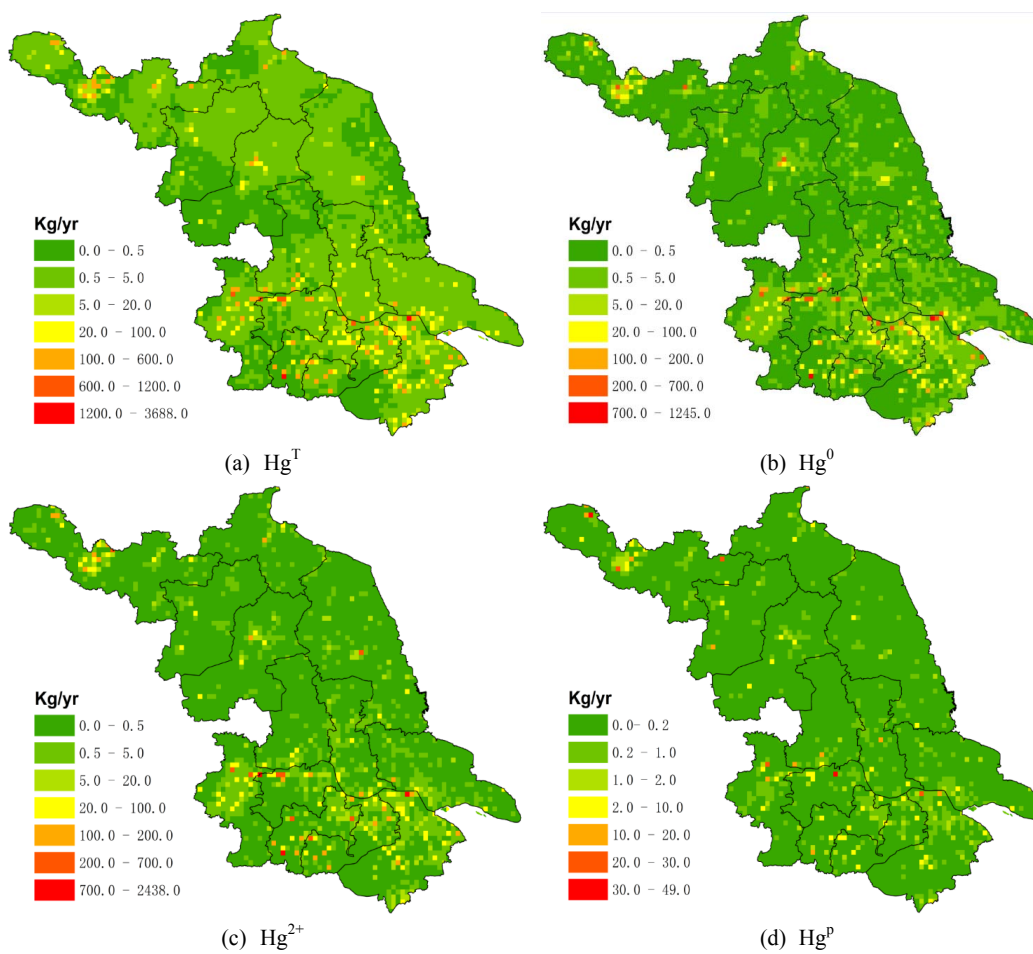 Kg/yr
0.0 - 0.5
0.5 - 5.0
5.0 - 20.0
20.0 - 100.0
100.0 - 600.0
600.0 - 1200.0
1200.0 - 3688.0
(a) Hg^T
Kg/yr
0.0 - 0.5
0.5 - 5.0
5.0 - 20.0
20.0 - 100.0
100.0 - 200.0
200.0 - 700.0
700.0 - 1245.0
(b) Hg^0
Kg/yr
0.0 - 0.5
0.5 - 5.0
5.0 - 20.0
20.0 - 100.0
100.0 - 200.0
200.0 - 700.0
700.0 - 2438.0
(c) Hg^2+
Kg/yr
0.0- 0.2
0.2 - 1.0
1.0 - 2.0
2.0 - 10.0
10.0 - 20.0
20.0 - 30.0
30.0 - 49.0
(d) Hg^p